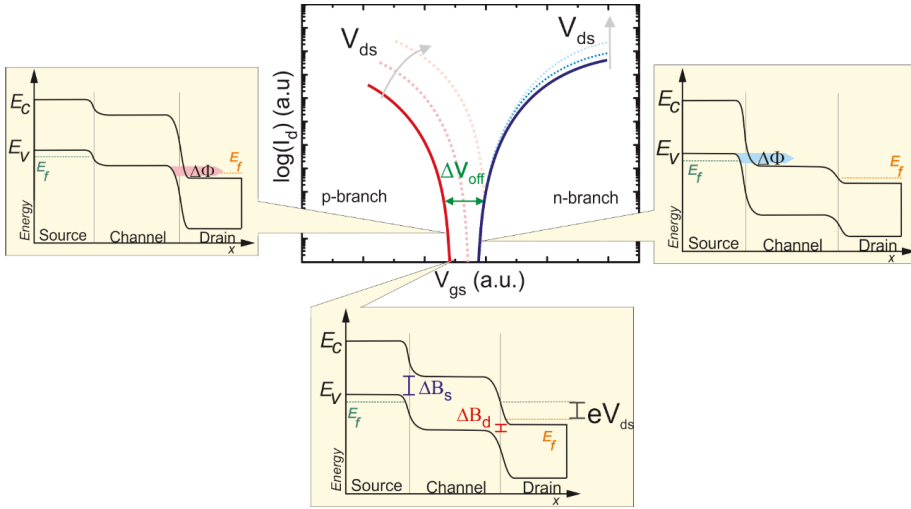 V_ds
V_ds
log(I_d) (a.u)
ΔV_off
p-branch
n-branch
V_gs (a.u.)
E_C
E_V
E_f
ΔΦ
E_f
Energy
Source
Channel
Drain
x
E_C
E_V
E_f
ΔΦ
E_f
Energy
Source
Channel
Drain
x
E_C
E_V
E_f
ΔB_s
ΔB_d
eV_ds
E_f
Energy
Source
Channel
Drain
x